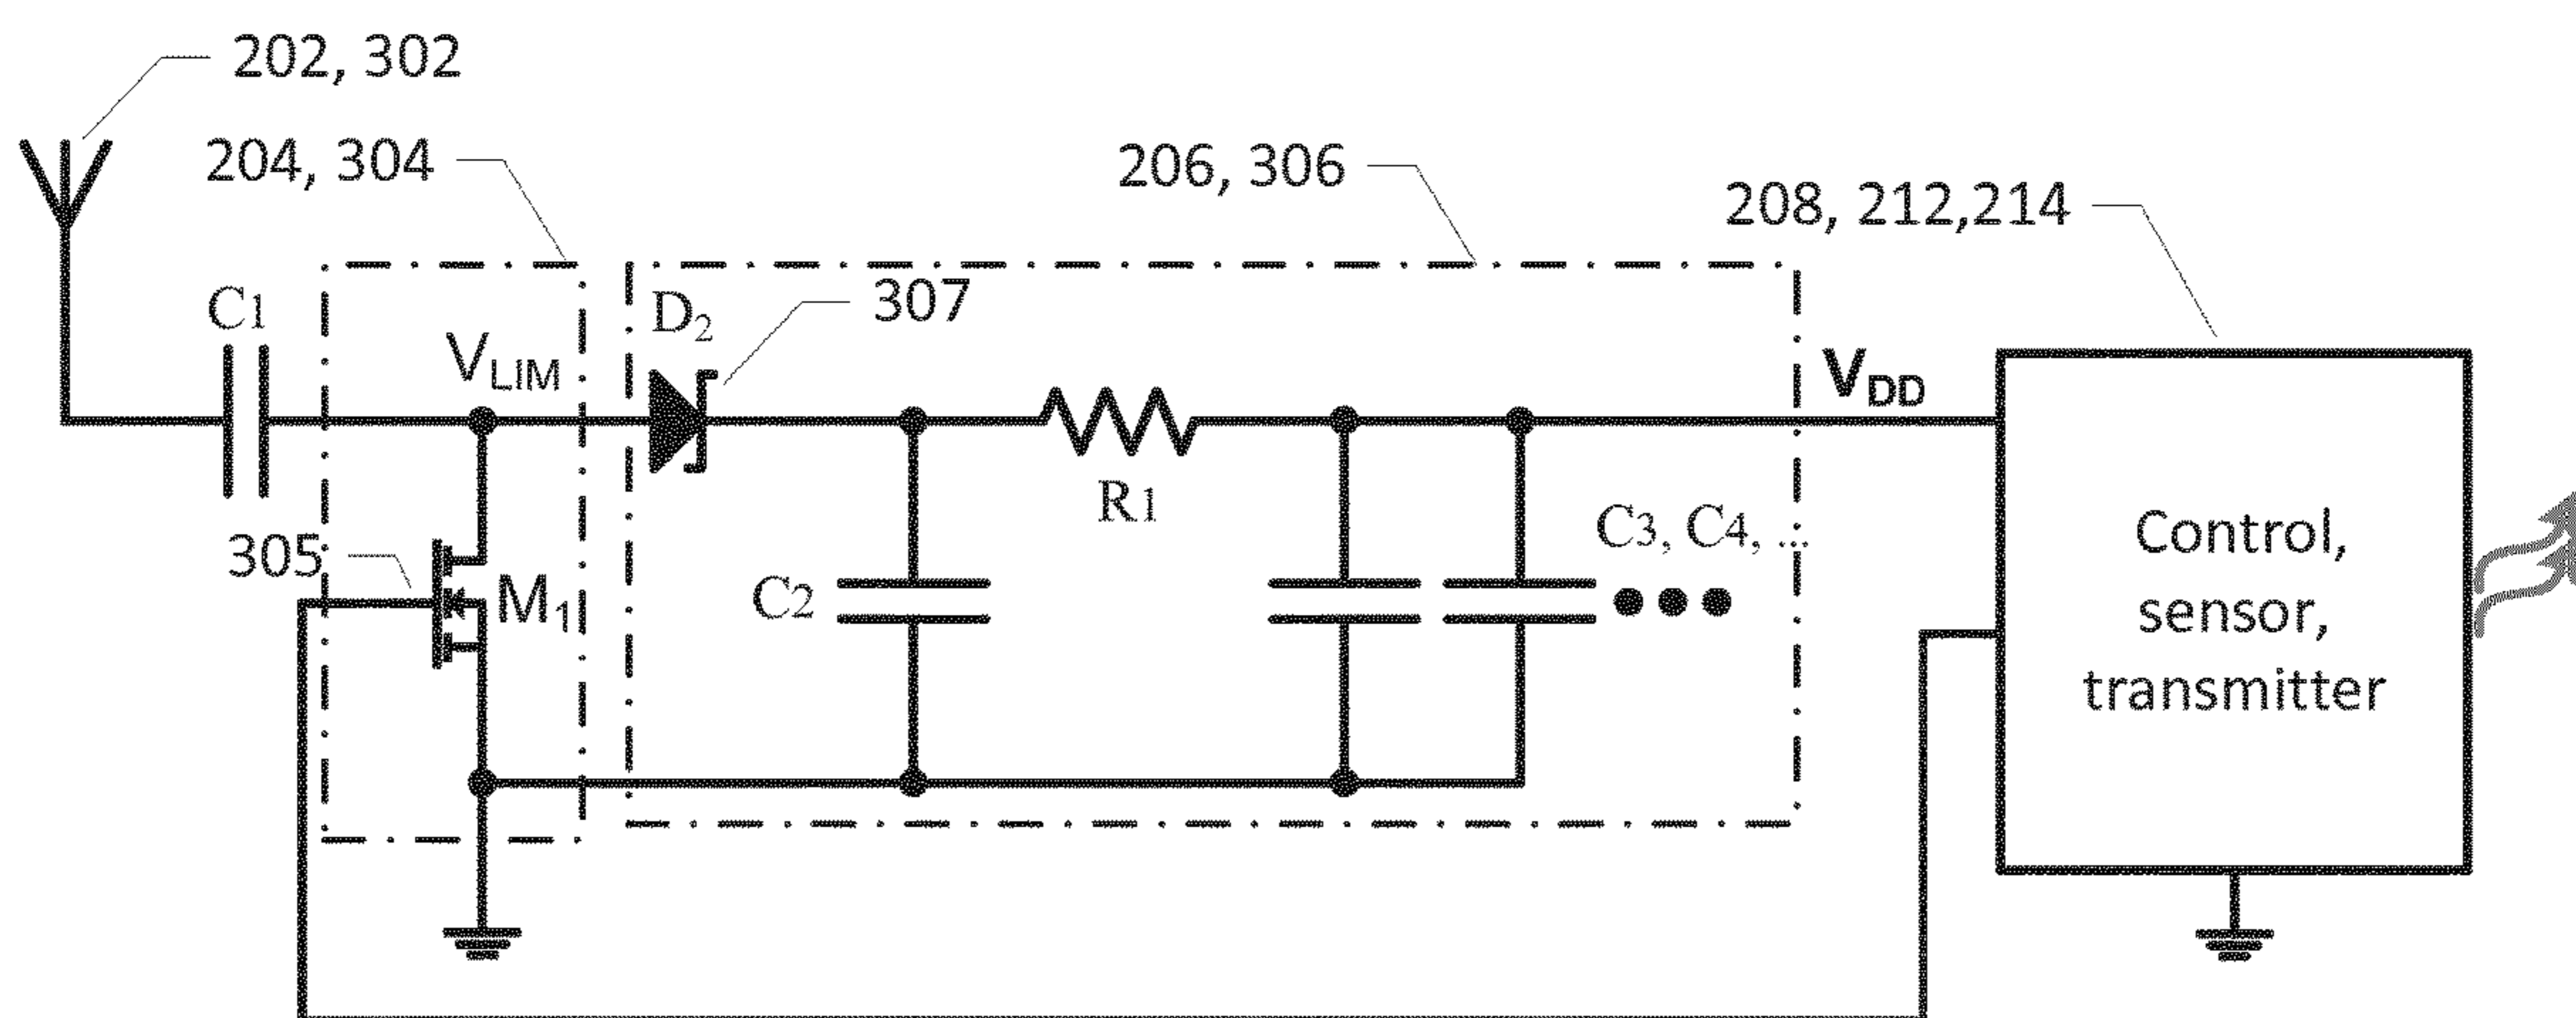 202, 302
204, 304
206, 306
208, 212,214
C1
VLIM
D2
307
VDD
R1
305
M1
C2
C3, C4, ...
Control,
sensor,
transmitter